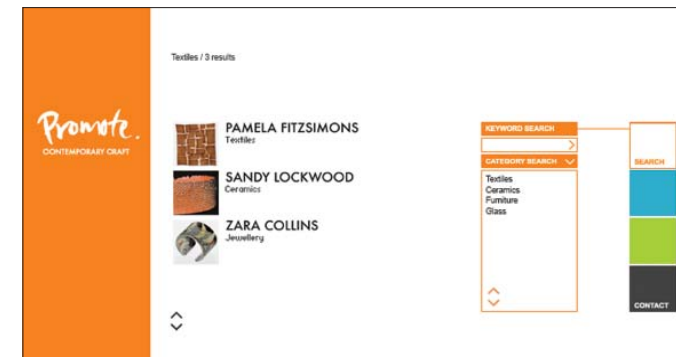 Textiles / 3 results
Promote.
CONTEMPORARY CRAFT
PAMELA FITZSIMONS
Textiles
SANDY LOCKWOOD
Ceramics
ZARA COLLINS
Jewellery
KEYWORD SEARCH
CATEGORY SEARCH
Textiles
Ceramics
Furniture
Glass
SEARCH
CONTACT